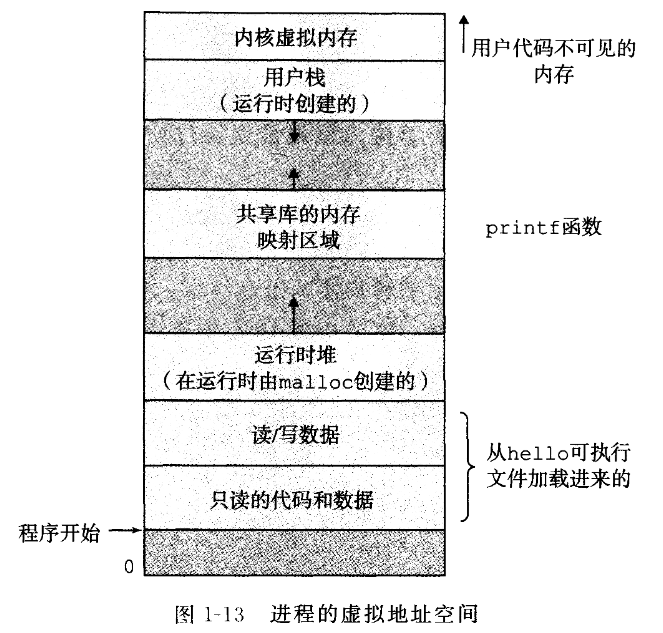 内核虚拟内存
用户代码不可见的
内存
用户栈
（运行时创建的）
共享库的内存
映射区域
printf函数
运行时堆
（在运行时由malloc创建的）
读/写数据
从hello可执行
文件加载进来的
只读的代码和数据
程序开始
0
图 1-13 进程的虚拟地址空间